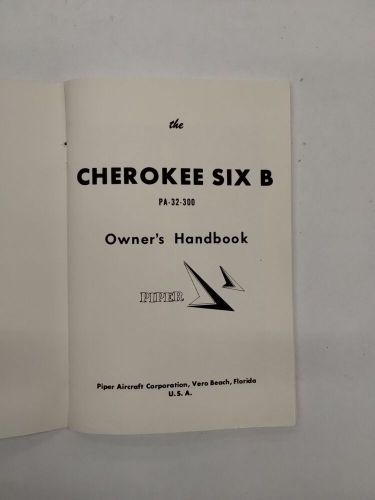 the
CHEROKEE SIX B
PA-32-300
Owner's Handbook
PIPER
Piper Aircraft Corporation, Vero Beach, Florida
U.S.A.